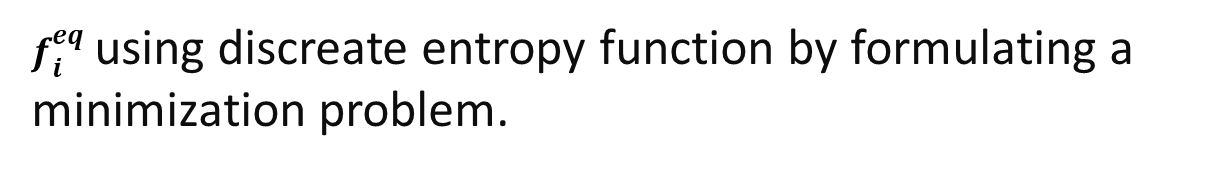 f_i^{eq} using discreate entropy function by formulating a
minimization problem.